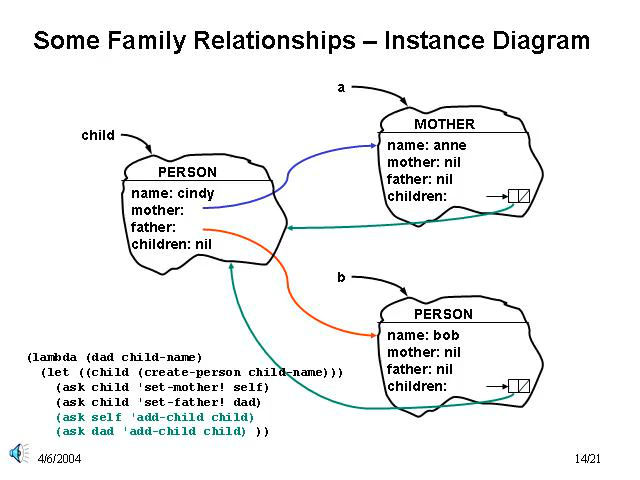 Some Family Relationships – Instance Diagram
a
MOTHER
name: anne
mother: nil
father: nil
children:
child
PERSON
name: cindy
mother:
father:
children: nil
b
PERSON
name: bob
mother: nil
father: nil
children:
(lambda (dad child-name)
(let ((child (create-person child-name)))
(ask child 'set-mother! self)
(ask child 'set-father! dad)
(ask self 'add-child child)
(ask dad 'add-child child) ))
4/6/2004
14/21